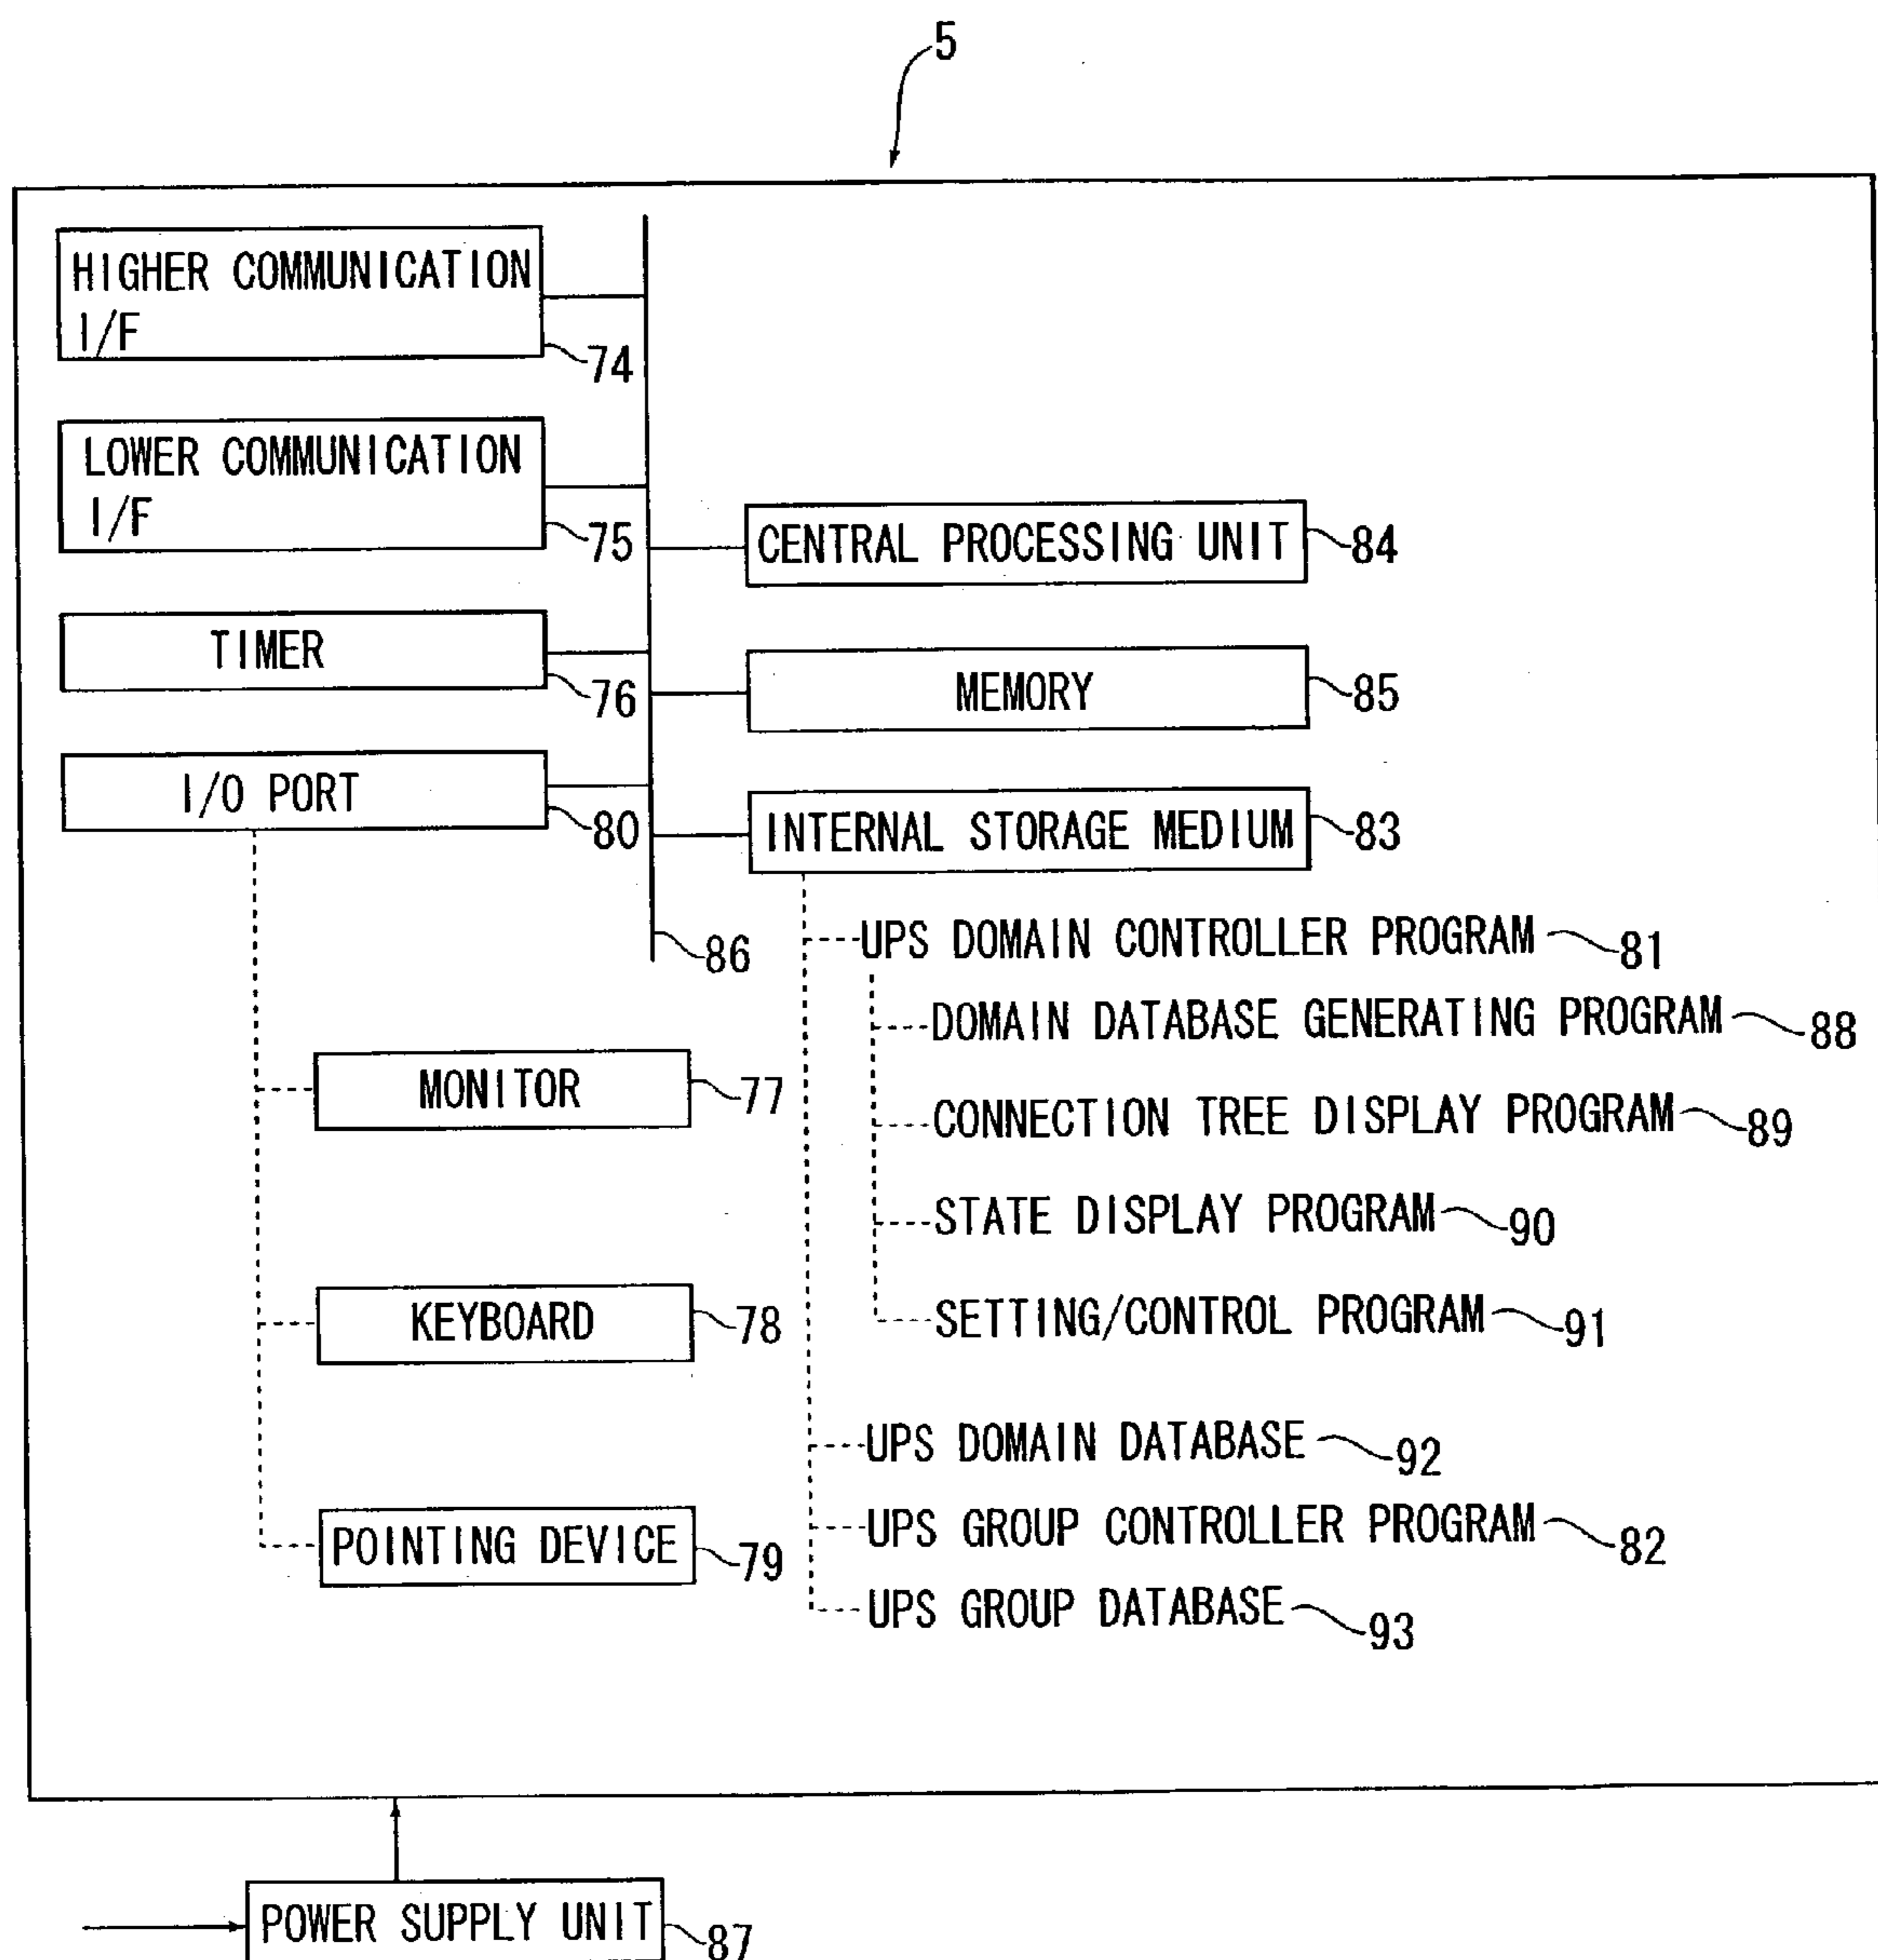 5
HIGHER COMMUNICATION
I/F
74
LOWER COMMUNICATION
I/F
75
CENTRAL PROCESSING UNIT
84
TIMER
76
MEMORY
85
I/O PORT
80
INTERNAL STORAGE MEDIUM
83
86
UPS DOMAIN CONTROLLER PROGRAM
81
DOMAIN DATABASE GENERATING PROGRAM
88
MONITOR
77
CONNECTION TREE DISPLAY PROGRAM
89
STATE DISPLAY PROGRAM
90
KEYBOARD
78
SETTING/CONTROL PROGRAM
91
UPS DOMAIN DATABASE
92
POINTING DEVICE
79
UPS GROUP CONTROLLER PROGRAM
82
UPS GROUP DATABASE
93
POWER SUPPLY UNIT
87